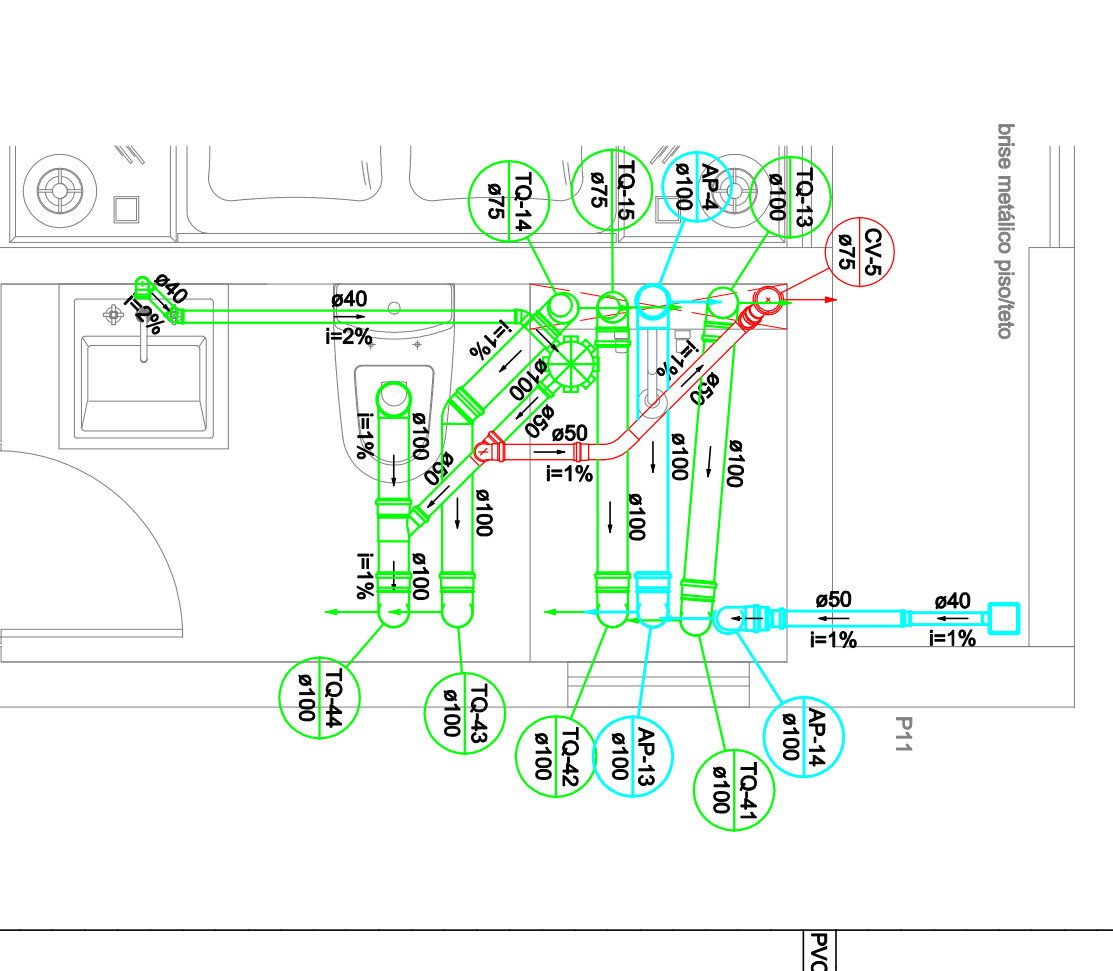 brise metálico piso/teto
TQ-14
ø75
TQ-15
ø75
AP-4
ø100
TQ-13
ø100
CV-5
ø75
ø40
i=2%
ø40
i=2%
i=1%
ø100
ø50
i=1%
ø50
ø50
i=1%
ø50
ø100
i=1%
ø100
i=1%
ø100
ø100
ø100
ø100
ø50
i=1%
ø40
i=1%
TQ-44
ø100
TQ-43
ø100
TQ-42
ø100
AP-13
ø100
TQ-41
ø100
AP-14
ø100
P11
PVC